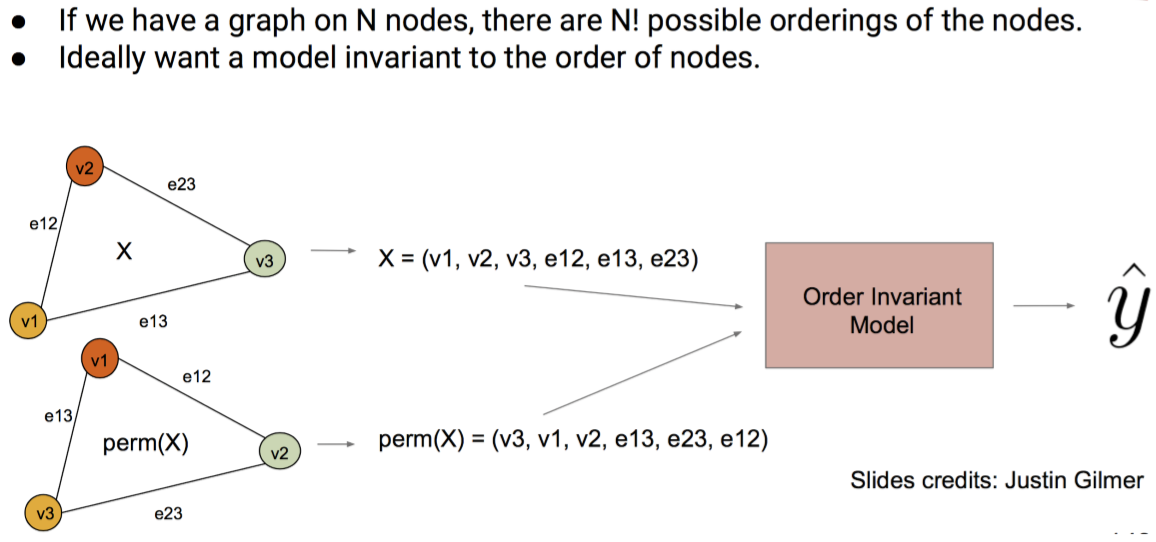 ● If we have a graph on N nodes, there are N! possible orderings of the nodes.
● Ideally want a model invariant to the order of nodes.
v2
e23
e12
X
v3
v1
e13
X = (v1, v2, v3, e12, e13, e23)
Order Invariant
Model
ŷ
v1
e12
e13
perm(X)
v2
v3
e23
perm(X) = (v3, v1, v2, e13, e23, e12)
Slides credits: Justin Gilmer